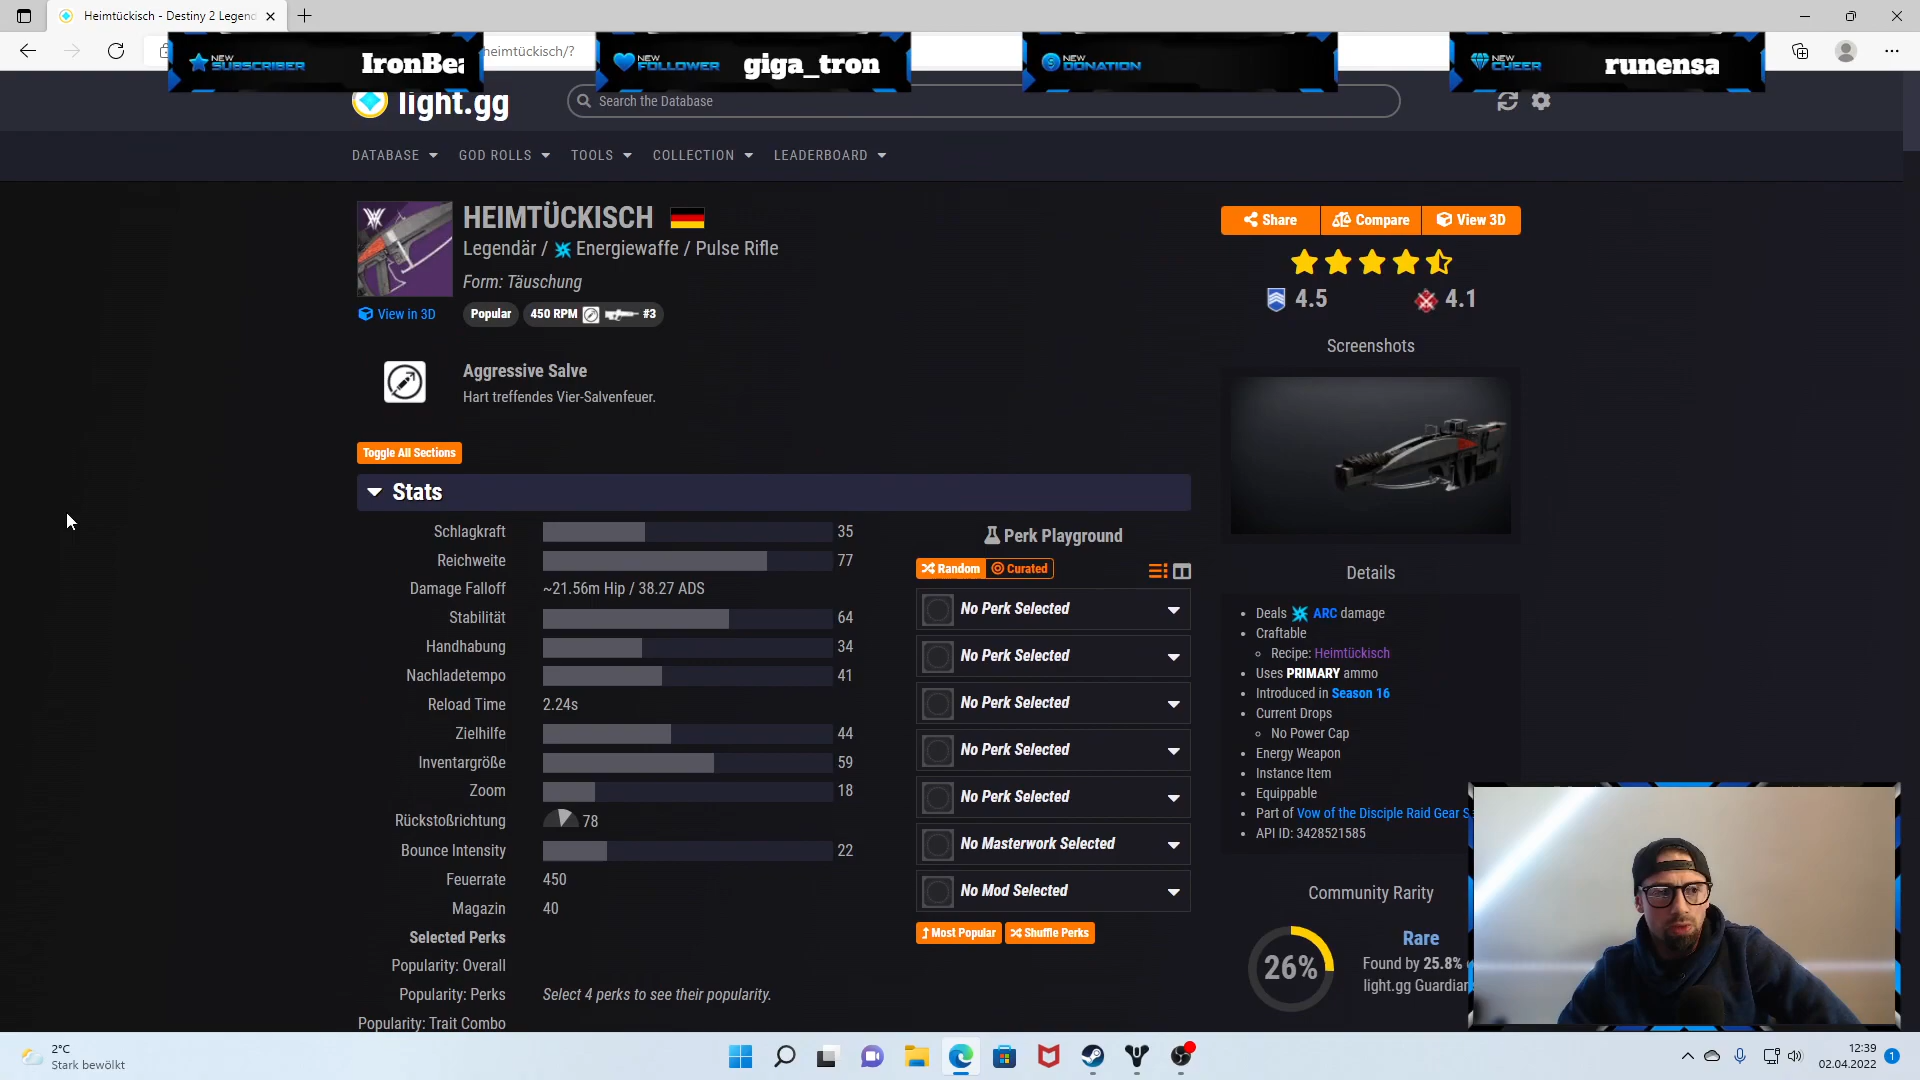 Heimtückisch - Destiny 2 Legend
heimtückisch/?
NEW SUBSCRIBER IronBea
NEW FOLLOWER giga_tron
NEW DONATION
NEW CHEER runensa
light.gg
Search the Database
DATABASE
GOD ROLLS
TOOLS
COLLECTION
LEADERBOARD
HEIMTÜCKISCH
Legendär / Energiewaffe / Pulse Rifle
Form: Täuschung
View in 3D
Popular
450 RPM #3
Aggressive Salve
Hart treffendes Vier-Salvenfeuer.
Toggle All Sections
Stats
Schlagkraft 35
Reichweite 77
Damage Falloff ~21.56m Hip / 38.27 ADS
Stabilität 64
Handhabung 34
Nachladetempo 41
Reload Time 2.24s
Zielhilfe 44
Inventargröße 59
Zoom 18
Rückstoßrichtung 78
Bounce Intensity 22
Feuerrate 450
Magazin 40
Selected Perks
Popularity: Overall
Popularity: Perks Select 4 perks to see their popularity.
Popularity: Trait Combo
Perk Playground
Random Curated
No Perk Selected
No Perk Selected
No Perk Selected
No Perk Selected
No Perk Selected
No Masterwork Selected
No Mod Selected
Most Popular
Shuffle Perks
Share
Compare
View 3D
4.5
4.1
Screenshots
Details
Deals ARC damage
Craftable
Recipe: Heimtückisch
Uses PRIMARY ammo
Introduced in Season 16
Current Drops
No Power Cap
Energy Weapon
Instance Item
Equippable
Part of Vow of the Disciple Raid Gear S
API ID: 3428521585
Community Rarity
26%
Rare
Found by 25.8%
light.gg Guardian
2°C
Stark bewölkt
12:39
02.04.2022
1